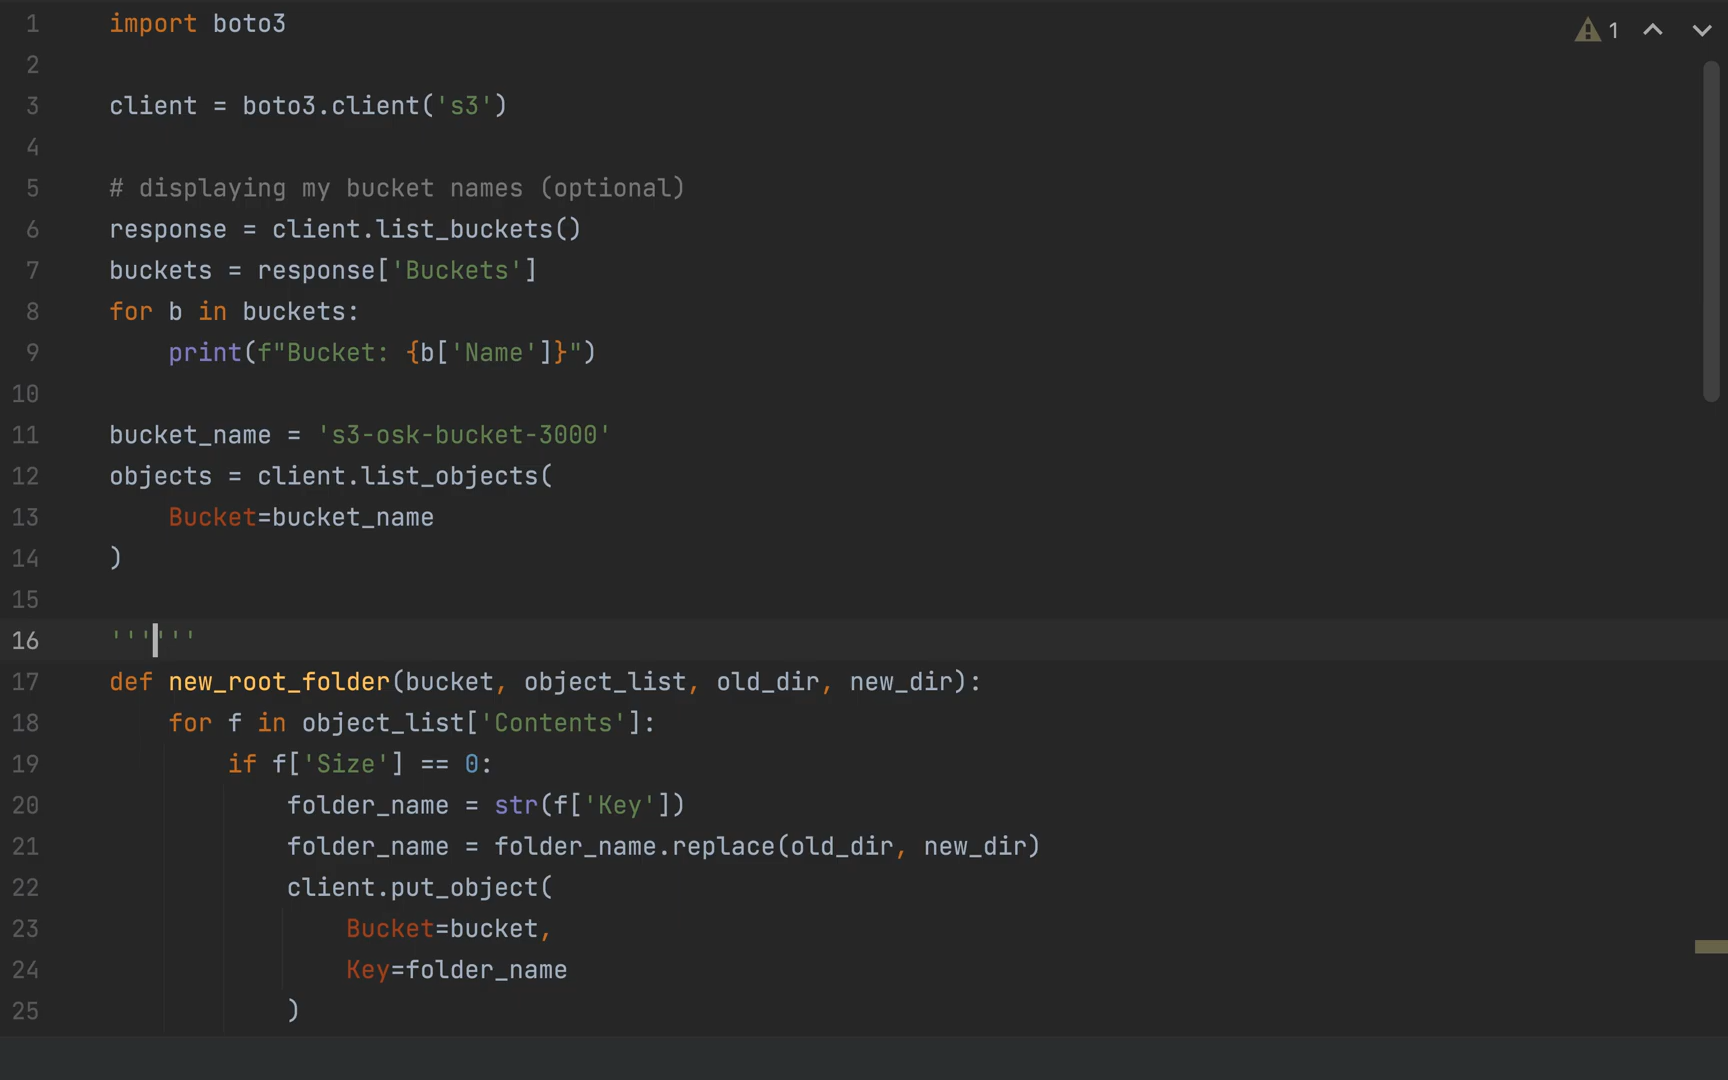 1 import boto3
2
3 client = boto3.client('s3')
4
5 # displaying my bucket names (optional)
6 response = client.list_buckets()
7 buckets = response['Buckets']
8 for b in buckets:
9     print(f"Bucket: {b['Name']}")
10
11 bucket_name = 's3-osk-bucket-3000'
12 objects = client.list_objects(
13     Bucket=bucket_name
14 )
15
16 ''''''
17 def new_root_folder(bucket, object_list, old_dir, new_dir):
18     for f in object_list['Contents']:
19         if f['Size'] == 0:
20             folder_name = str(f['Key'])
21             folder_name = folder_name.replace(old_dir, new_dir)
22             client.put_object(
23                 Bucket=bucket,
24                 Key=folder_name
25             )
1